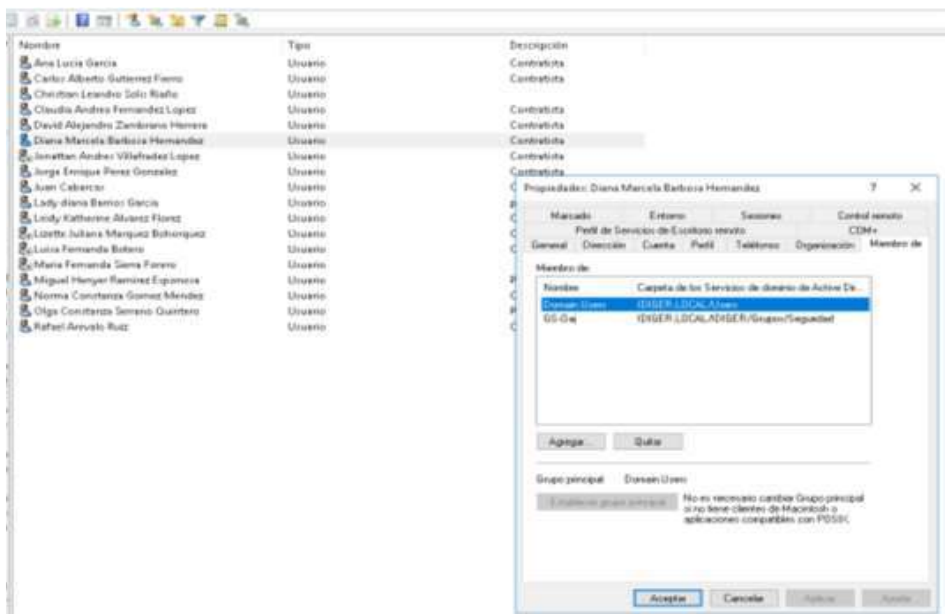 Nombre Tipo Descripción
Ana Lucia Garcia Usuario Contratista
Carlos Alberto Gutierrez Fierro Usuario Contratista
Christian Leandro Solis Riaño Usuario
Claudia Andrea Fernandez Lopez Usuario Contratista
David Alejandro Zambrano Herrera Usuario Contratista
Diana Marcela Barbosa Hernandez Usuario Contratista
Jonattan Andres Villafradez Lopez Usuario Contratista
Jorge Enrique Perez Gonzalez Usuario Contratista
Juan Cabarcas Usuario
Lady diana Barrios Garcia Usuario
Leidy Katherine Alvarez Florez Usuario
Lizette Juliana Marquez Bohorquez Usuario
Luisa Fernanda Botero Usuario
Maria Fernanda Sierra Forero Usuario
Miguel Henyer Ramirez Espinosa Usuario
Norma Constanza Gomez Mendez Usuario
Olga Constanza Serrano Quintero Usuario
Rafael Arevalo Ruiz Usuario
Propiedades: Diana Marcela Barbosa Hernandez ? ×
Marcado Entorno Sesiones Control remoto
Perfil de Servicios de Escritorio remoto COM+
General Dirección Cuenta Perfil Teléfonos Organización Miembro de
Miembro de:
Nombre Carpeta de los Servicios de dominio de Active De...
Domain Users IDIGER.LOCAL/Users
GS-Gaj IDIGER.LOCAL/IDIGER/Grupos/Seguridad
Agregar... Quitar
Grupo principal: Domain Users
Establecer grupo principal No es necesario cambiar Grupo principal
si no tiene clientes de Macintosh o
aplicaciones compatibles con POSIX.
Aceptar Cancelar Aplicar Ayuda